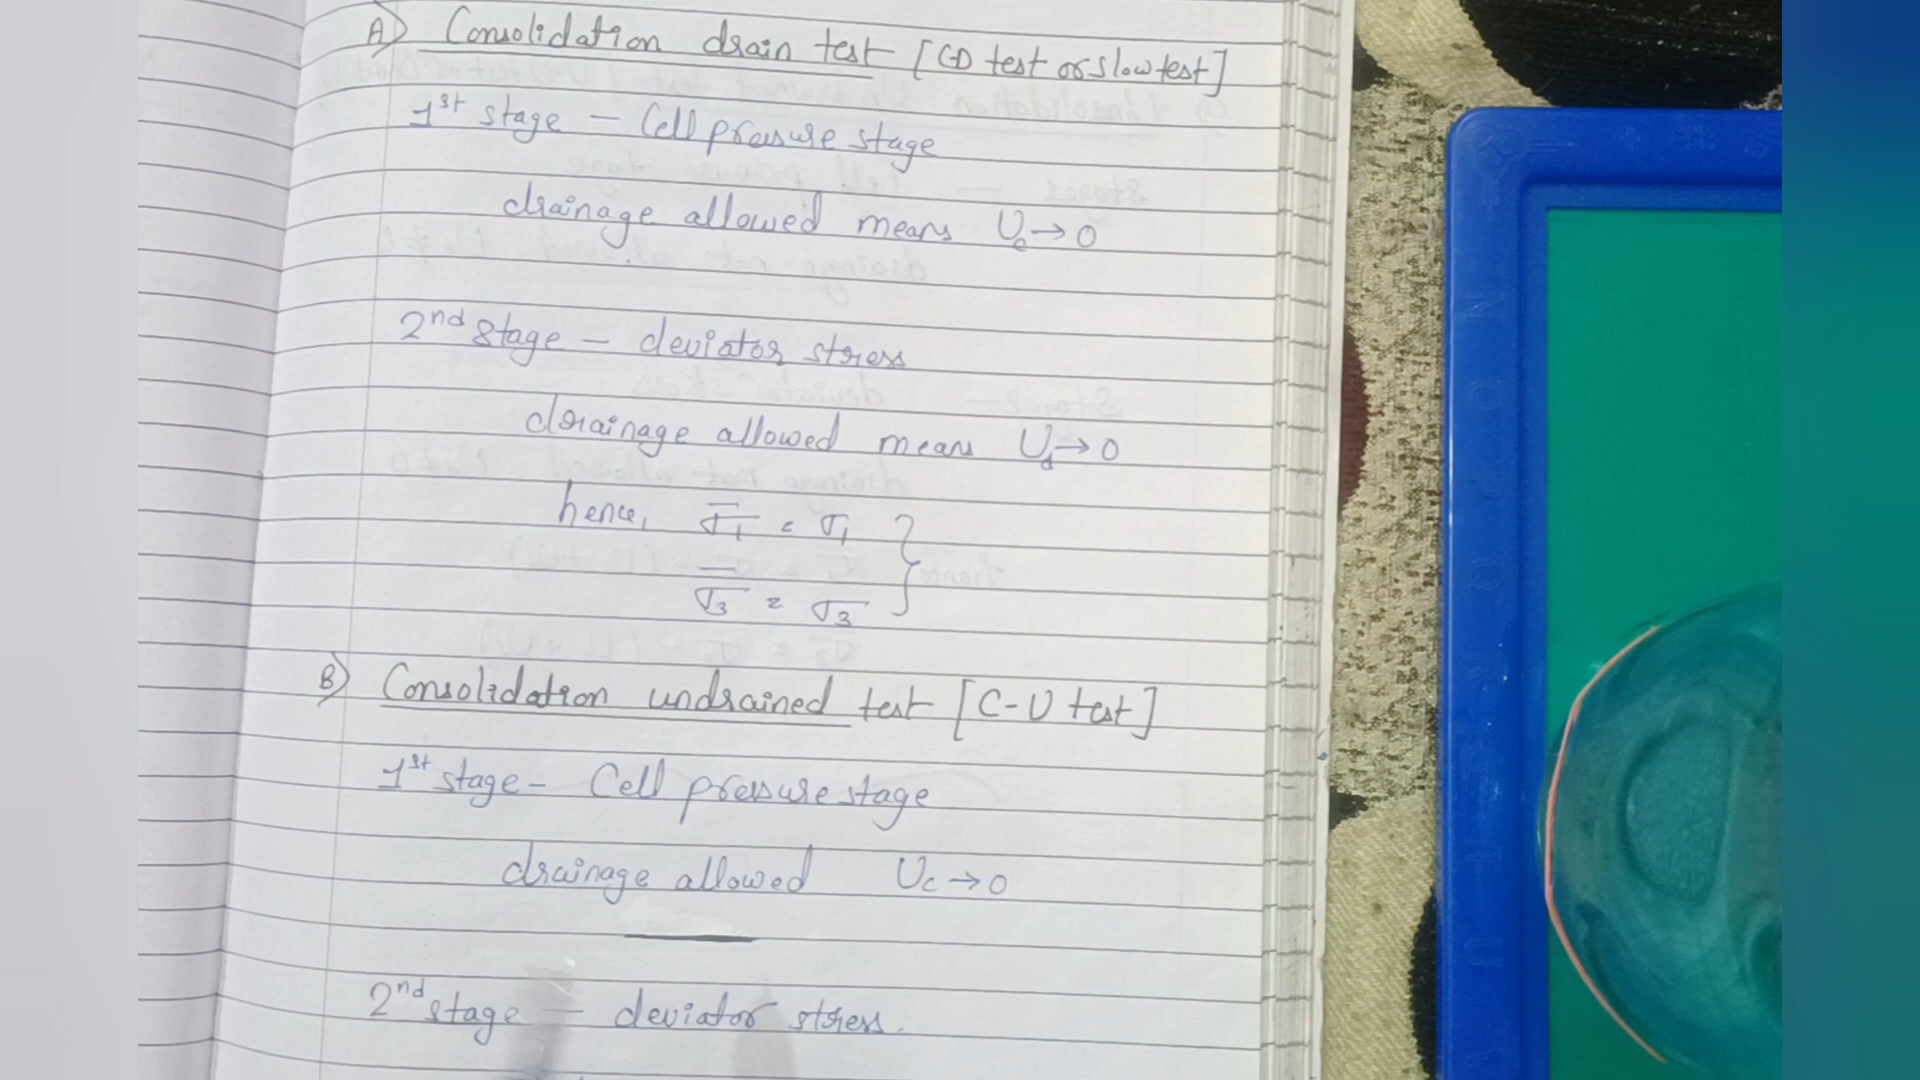 A) Consolidation drain test [CD test or Slow test]
1st stage - Cell pressure stage
drainage allowed means Uc → 0
2nd stage - deviator stress
drainage allowed means Ud → 0
hence, σ̅1 = σ1
σ̅3 = σ3
B) Consolidation undrained test [C-U test]
1st stage - Cell pressure stage
drainage allowed Uc → 0
2nd stage - deviator stress.